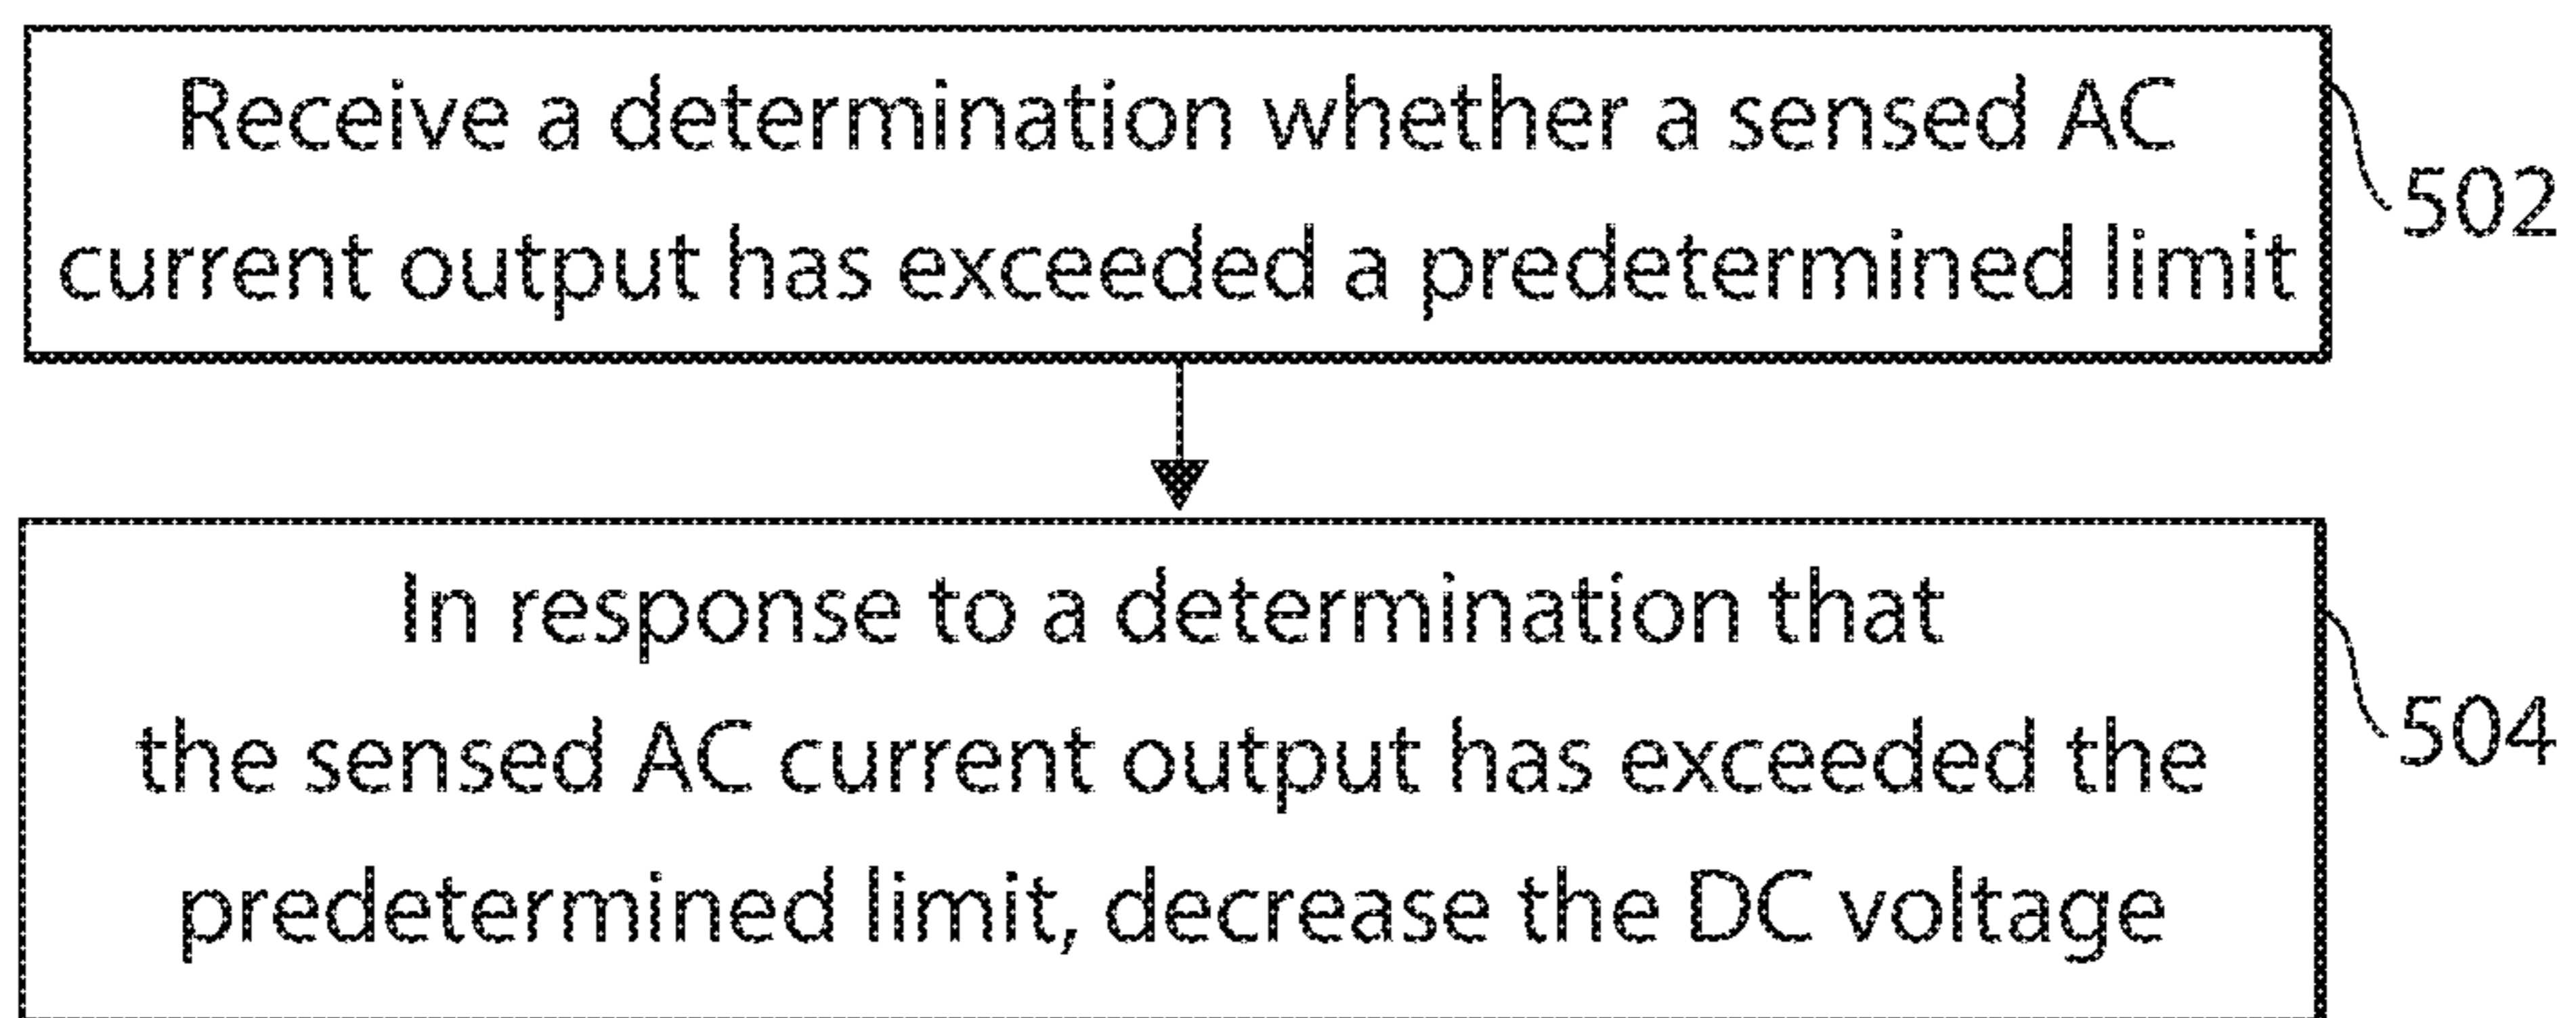 Receive a determination whether a sensed AC
current output has exceeded a predetermined limit
502
In response to a determination that
the sensed AC current output has exceeded the
predetermined limit, decrease the DC voltage
504